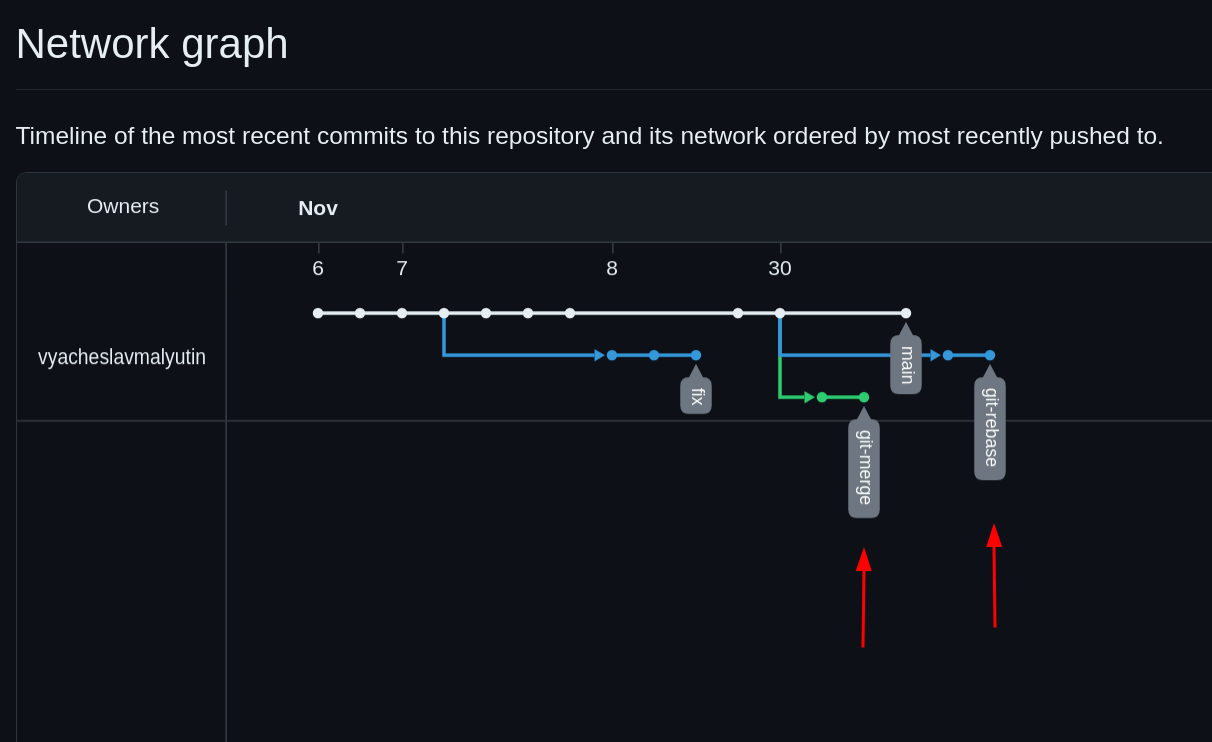 Network graph
Timeline of the most recent commits to this repository and its network ordered by most recently pushed to.
Owners
Nov
6
7
8
30
vyacheslavmalyutin
main
fix
git-rebase
git-merge